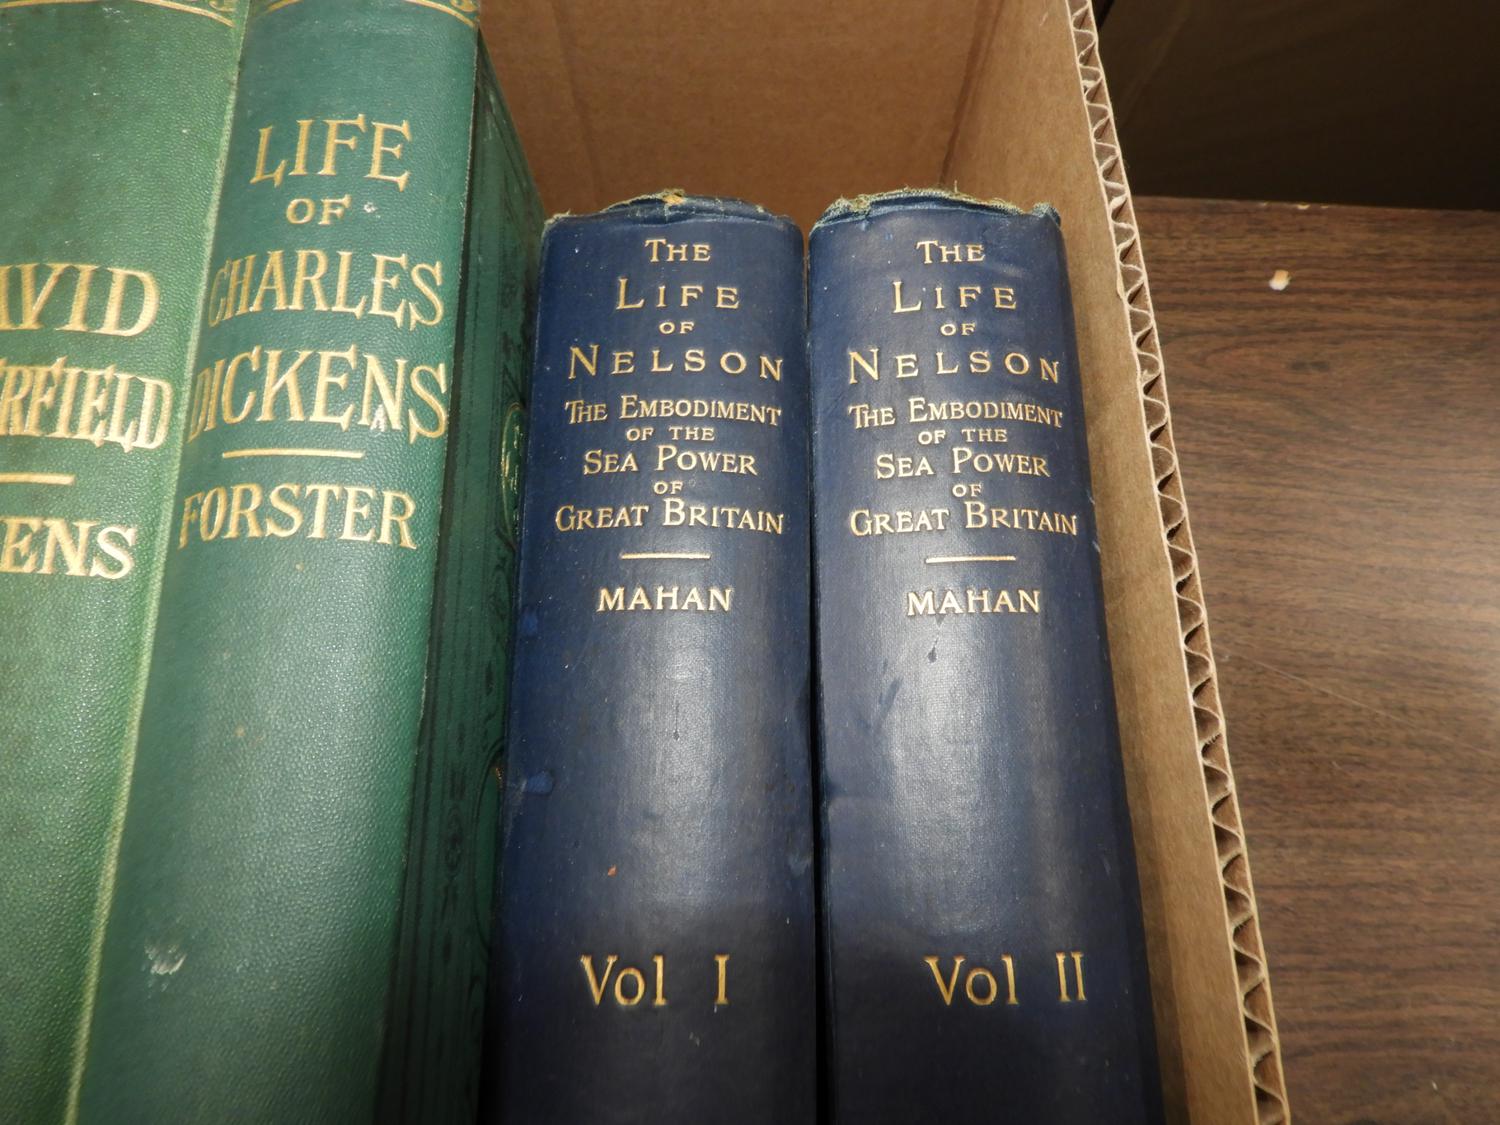 AVID
ERFIELD
ENS
LIFE
OF
CHARLES
DICKENS
FORSTER
THE
LIFE
OF
NELSON
THE EMBODIMENT
OF THE
SEA POWER
OF
GREAT BRITAIN
MAHAN
Vol I
THE
LIFE
OF
NELSON
THE EMBODIMENT
OF THE
SEA POWER
OF
GREAT BRITAIN
MAHAN
Vol II